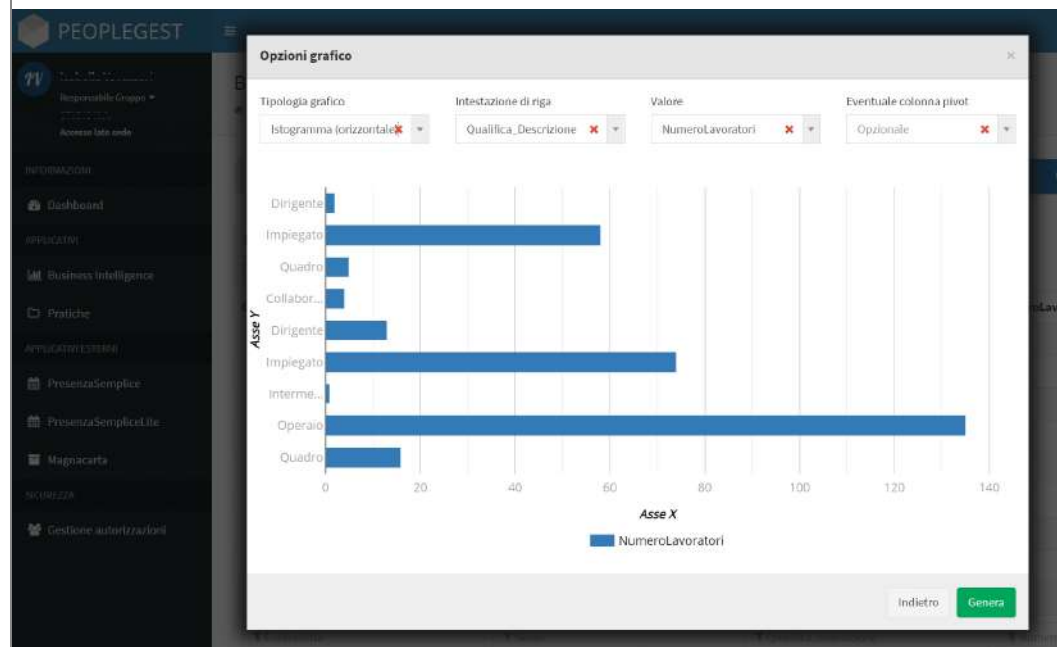 PEOPLEGEST
Opzioni grafico
Responsabile Gruppo
Accesso lato sede
Tipologia grafico
Intestazione di riga
Valore
Eventuale colonna pivot
Istogramma (orizzontale)
Qualifica_Descrizione
NumeroLavoratori
Opzionale
INFORMAZIONI
Dashboard
APPLICATIVI
Business Intelligence
Pratiche
APPLICATIVI ESTERNI
PresenzaSemplice
PresenzaSempliceLite
Magnacarta
SICUREZZA
Gestione autorizzazioni
Dirigente
Impiegato
Quadro
Collabor...
Dirigente
Impiegato
Interme...
Operaio
Quadro
Asse Y
0 20 40 60 80 100 120 140
Asse X
NumeroLavoratori
Indietro
Genera